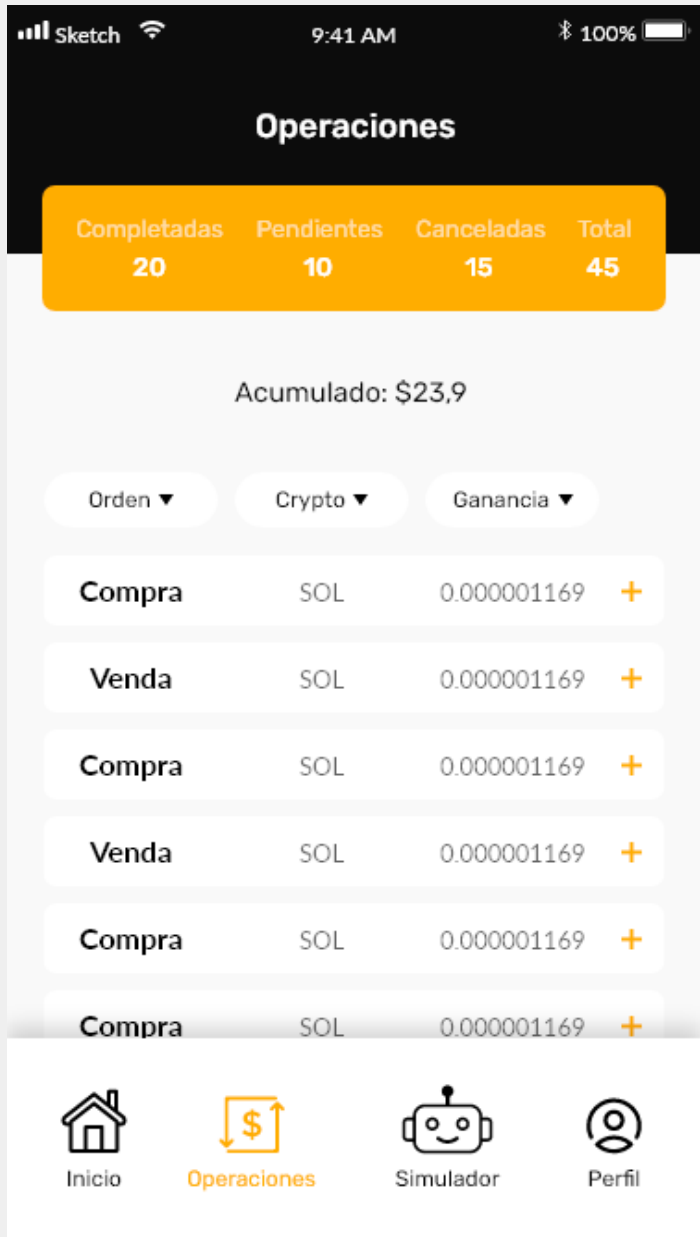 Sketch 9:41 AM 100%
Operaciones
Completadas Pendientes Canceladas Total
20 10 15 45
Acumulado: $23,9
Orden ▼ Crypto ▼ Ganancia ▼
Compra SOL 0.000001169 +
Venda SOL 0.000001169 +
Compra SOL 0.000001169 +
Venda SOL 0.000001169 +
Compra SOL 0.000001169 +
Compra SOL 0.000001169 +
$
Inicio Operaciones Simulador Perfil